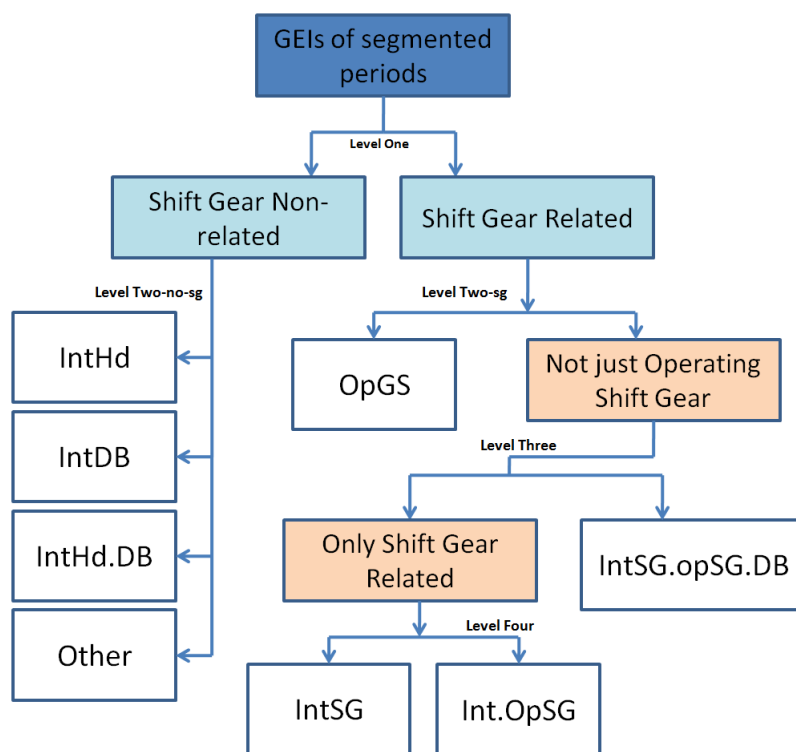 GEIs of segmented
periods
Level One
Shift Gear Non-
related
Shift Gear Related
Level Two-no-sg
Level Two-sg
IntHd
IntDB
IntHd.DB
Other
OpGS
Not just Operating
Shift Gear
Level Three
Only Shift Gear
Related
IntSG.opSG.DB
Level Four
IntSG
Int.OpSG